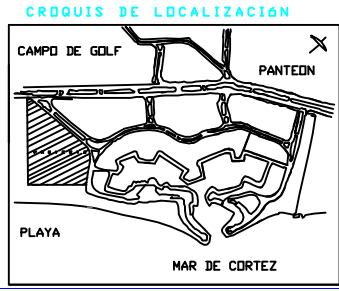 CROQUIS DE LOCALIZACIóN
CAMPO DE GOLF
PANTEON
PLAYA
MAR DE CORTEZ